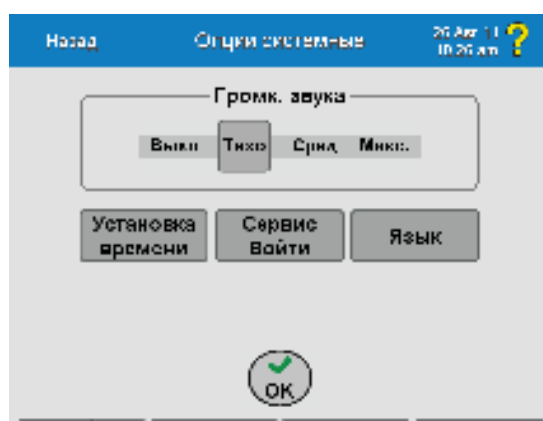 Назад
Опции системные
26 Авг 11
10:26 am
?
Громк. звука
Выкл Тихо Сред Макс.
Установка
времени
Сервис
Войти
Язык
OK